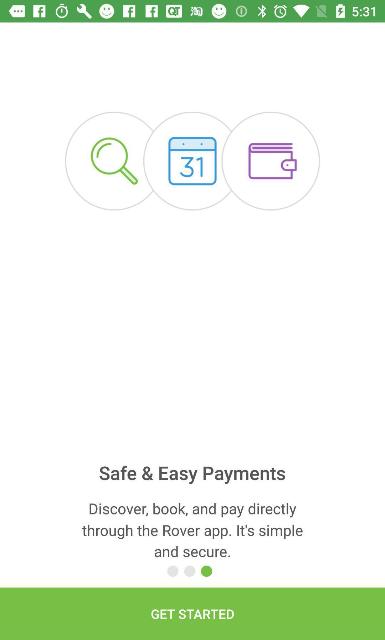 5:31
31
Safe & Easy Payments
Discover, book, and pay directly
through the Rover app. It's simple
and secure.
GET STARTED